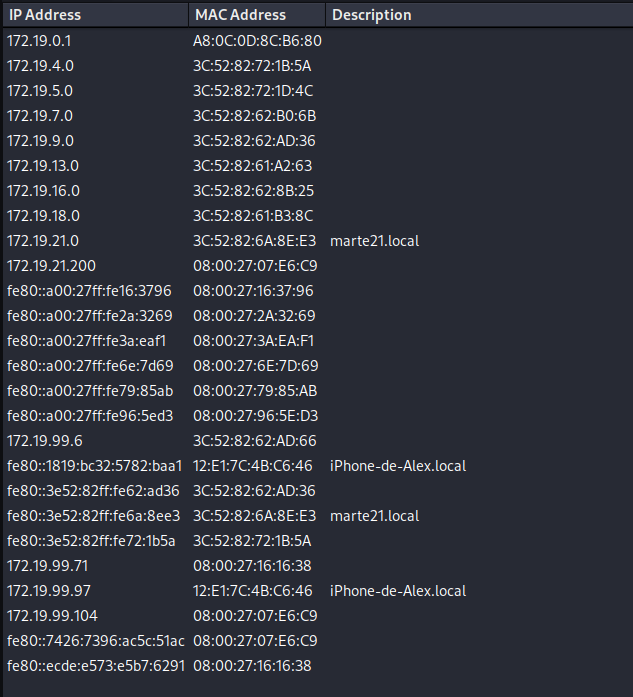 IP Address MAC Address Description
172.19.0.1 A8:0C:0D:8C:B6:80
172.19.4.0 3C:52:82:72:1B:5A
172.19.5.0 3C:52:82:72:1D:4C
172.19.7.0 3C:52:82:62:B0:6B
172.19.9.0 3C:52:82:62:AD:36
172.19.13.0 3C:52:82:61:A2:63
172.19.16.0 3C:52:82:62:8B:25
172.19.18.0 3C:52:82:61:B3:8C
172.19.21.0 3C:52:82:6A:8E:E3 marte21.local
172.19.21.200 08:00:27:07:E6:C9
fe80::a00:27ff:fe16:3796 08:00:27:16:37:96
fe80::a00:27ff:fe2a:3269 08:00:27:2A:32:69
fe80::a00:27ff:fe3a:eaf1 08:00:27:3A:EA:F1
fe80::a00:27ff:fe6e:7d69 08:00:27:6E:7D:69
fe80::a00:27ff:fe79:85ab 08:00:27:79:85:AB
fe80::a00:27ff:fe96:5ed3 08:00:27:96:5E:D3
172.19.99.6 3C:52:82:62:AD:66
fe80::1819:bc32:5782:baa1 12:E1:7C:4B:C6:46 iPhone-de-Alex.local
fe80::3e52:82ff:fe62:ad36 3C:52:82:62:AD:36
fe80::3e52:82ff:fe6a:8ee3 3C:52:82:6A:8E:E3 marte21.local
fe80::3e52:82ff:fe72:1b5a 3C:52:82:72:1B:5A
172.19.99.71 08:00:27:16:16:38
172.19.99.97 12:E1:7C:4B:C6:46 iPhone-de-Alex.local
172.19.99.104 08:00:27:07:E6:C9
fe80::7426:7396:ac5c:51ac 08:00:27:07:E6:C9
fe80::ecde:e573:e5b7:6291 08:00:27:16:16:38